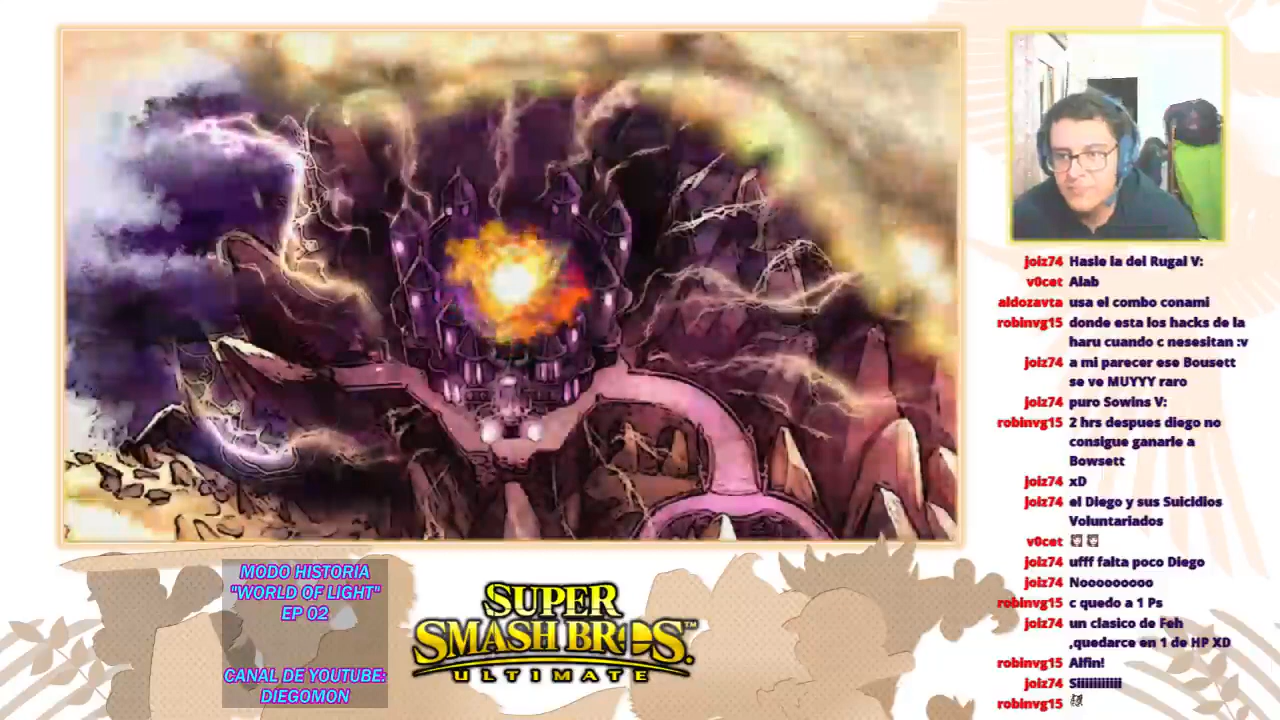 joiz74 Hasle la del Rugal V:
v0cet Alab
aldozavta usa el combo conami
robinvg15 donde esta los hacks de la
haru cuando c nesesitan :v
joiz74 a mi parecer ese Bousett
se ve MUYYY raro
joiz74 puro Sowins V:
robinvg15 2 hrs despues diego no
consigue ganarle a
Bowsett
joiz74 xD
joiz74 el Diego y sus Suicidios
Voluntariados
v0cet
joiz74 ufff falta poco Diego
joiz74 Nooooooooo
robinvg15 c quedo a 1 Ps
joiz74 un clasico de Feh
,quedarce en 1 de HP XD
robinvg15 Alfin!
joiz74 Siiiiiiiiiii
robinvg15
MODO HISTORIA
"WORLD OF LIGHT"
EP 02
CANAL DE YOUTUBE:
DIEGOMON
SUPER
SMASH BROS.™
ULTIMATE